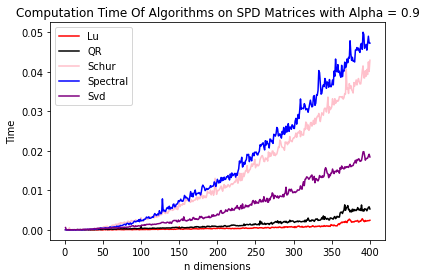 Computation Time Of Algorithms on SPD Matrices with Alpha = 0.9
0.05
0.04
0.03
0.02
0.01
0.00
Time
Lu
QR
Schur
Spectral
Svd
0 50 100 150 200 250 300 350 400
n dimensions